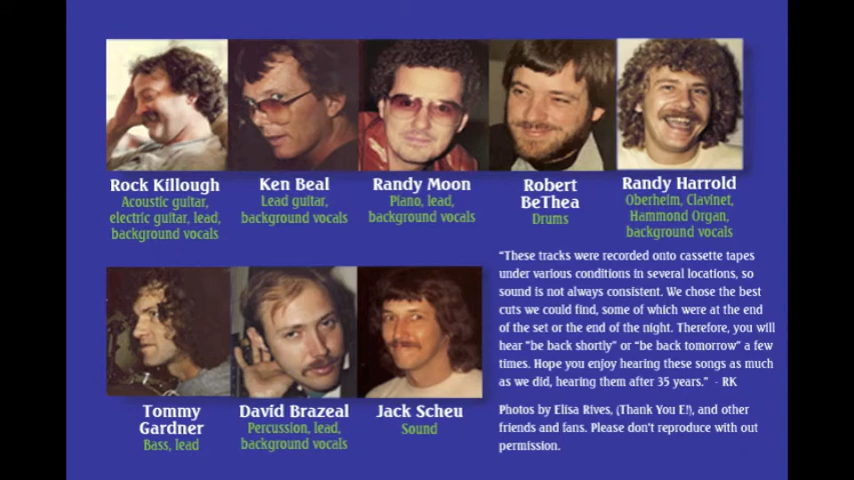 Rock Killough
Acoustic guitar,
electric guitar, lead,
background vocals
Ken Beal
Lead guitar,
background vocals
Randy Moon
Piano, lead,
background vocals
Robert
BeThea
Drums
Randy Harrold
Oberheim, Clavinet,
Hammond Organ,
background vocals
Tommy
Gardner
Bass, lead
David Brazeal
Percussion, lead,
background vocals
Jack Scheu
Sound
"These tracks were recorded onto cassette tapes
under various conditions in several locations, so
sound is not always consistent. We chose the best
cuts we could find, some of which were at the end
of the set or the end of the night. Therefore, you will
hear "be back shortly" or "be back tomorrow" a few
times. Hope you enjoy hearing these songs as much
as we did, hearing them after 35 years." - RK
Photos by Elisa Rives, (Thank You E!), and other
friends and fans. Please don't reproduce with out
permission.